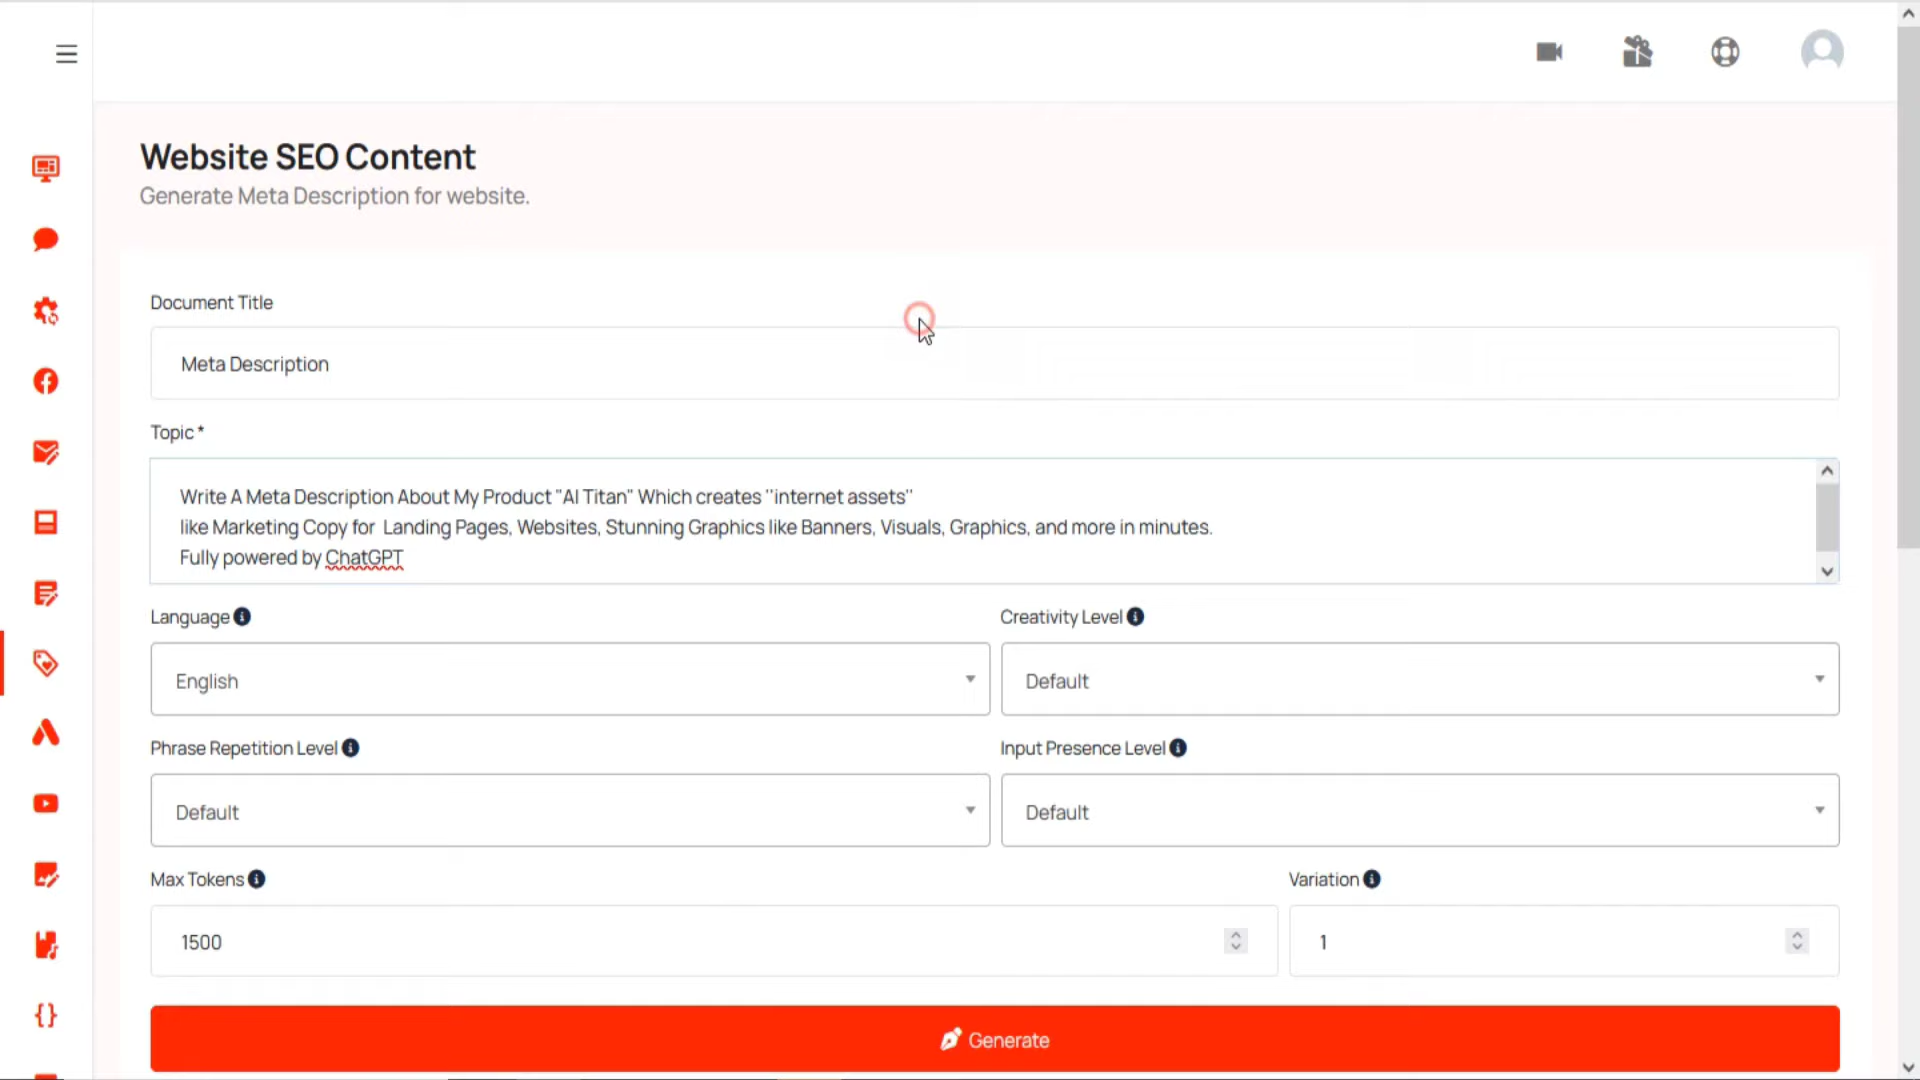 Website SEO Content
Generate Meta Description for website.
Document Title
Meta Description
Topic *
Write A Meta Description About My Product "AI Titan" Which creates ''internet assets''
like Marketing Copy for  Landing Pages, Websites, Stunning Graphics like Banners, Visuals, Graphics, and more in minutes.
Fully powered by ChatGPT
Language
Creativity Level
English
Default
Phrase Repetition Level
Input Presence Level
Default
Default
Max Tokens
Variation
1500
1
Generate